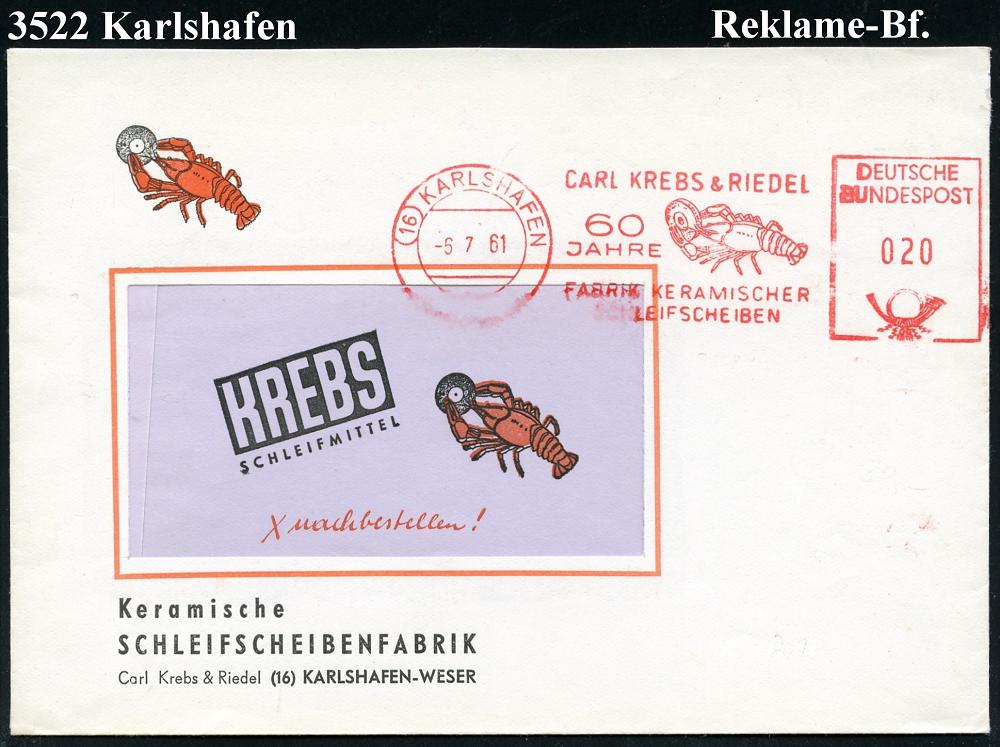 3522 Karlshafen
Reklame-Bf.
(16) KARLSHAFEN
-6 7 61
CARL KREBS & RIEDEL
60
JAHRE
FABRIK KERAMISCHER
SCHLEIFSCHEIBEN
DEUTSCHE
BUNDESPOST
020
KREBS
SCHLEIFMITTEL
X nachbestellen!
Keramische
SCHLEIFSCHEIBENFABRIK
Carl Krebs & Riedel (16) KARLSHAFEN-WESER